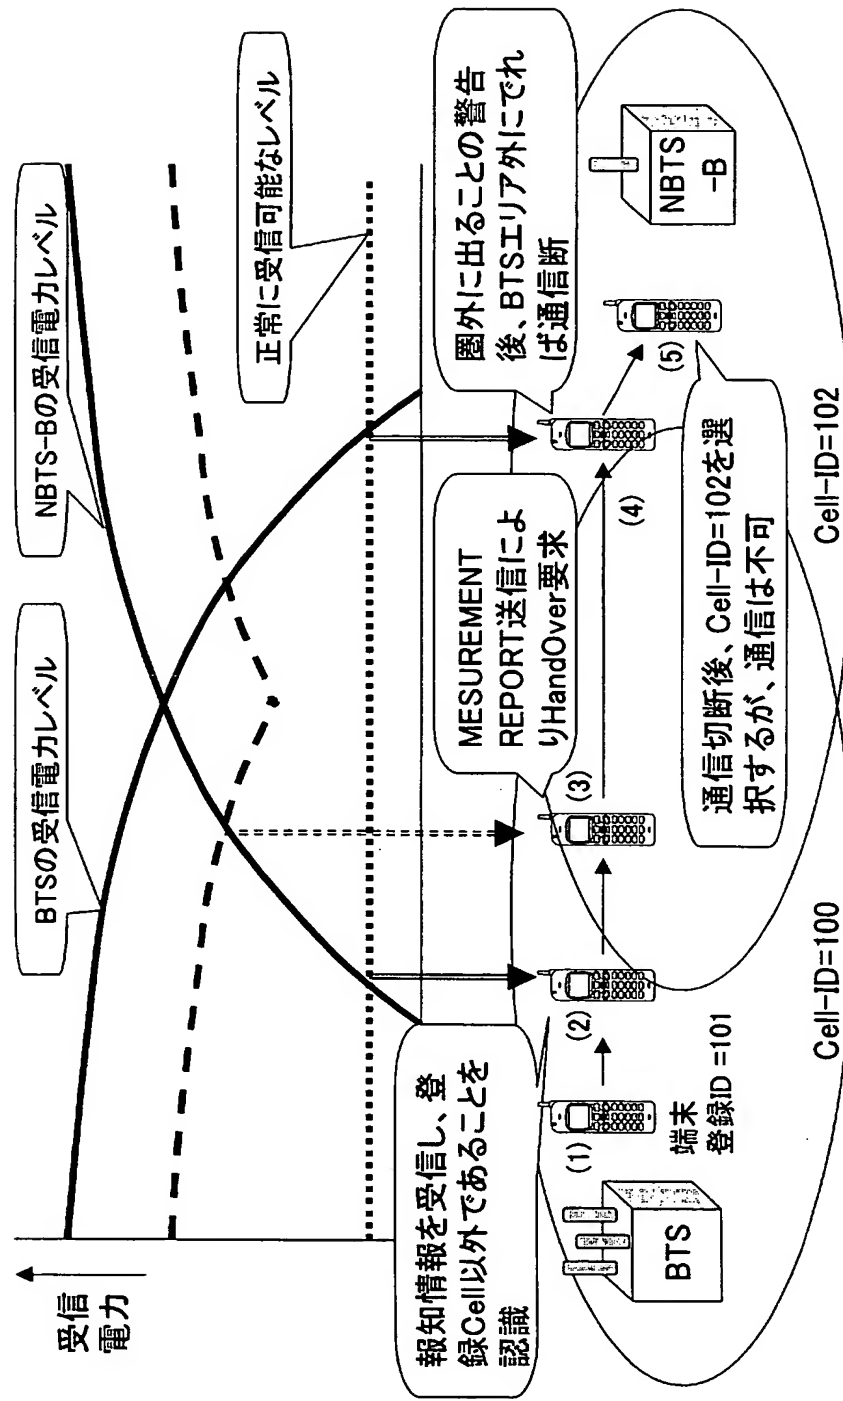 受信
電力
BTSの受信電力レベル
NBTS-Bの受信電力レベル
正常に受信可能なレベル
報知情報を受信し、登
録Cell以外であることを
認識
MESUREMENT
REPORT送信によ
りHandOver要求
圏外に出ることの警告
後、BTSエリア外にでれ
ば通信断
(1)
(2)
(3)
(4)
(5)
BTS
端末
登録ID =101
NBTS
-B
通信切断後、Cell-ID=102を選
択するが、通信は不可
Cell-ID=100
Cell-ID=102